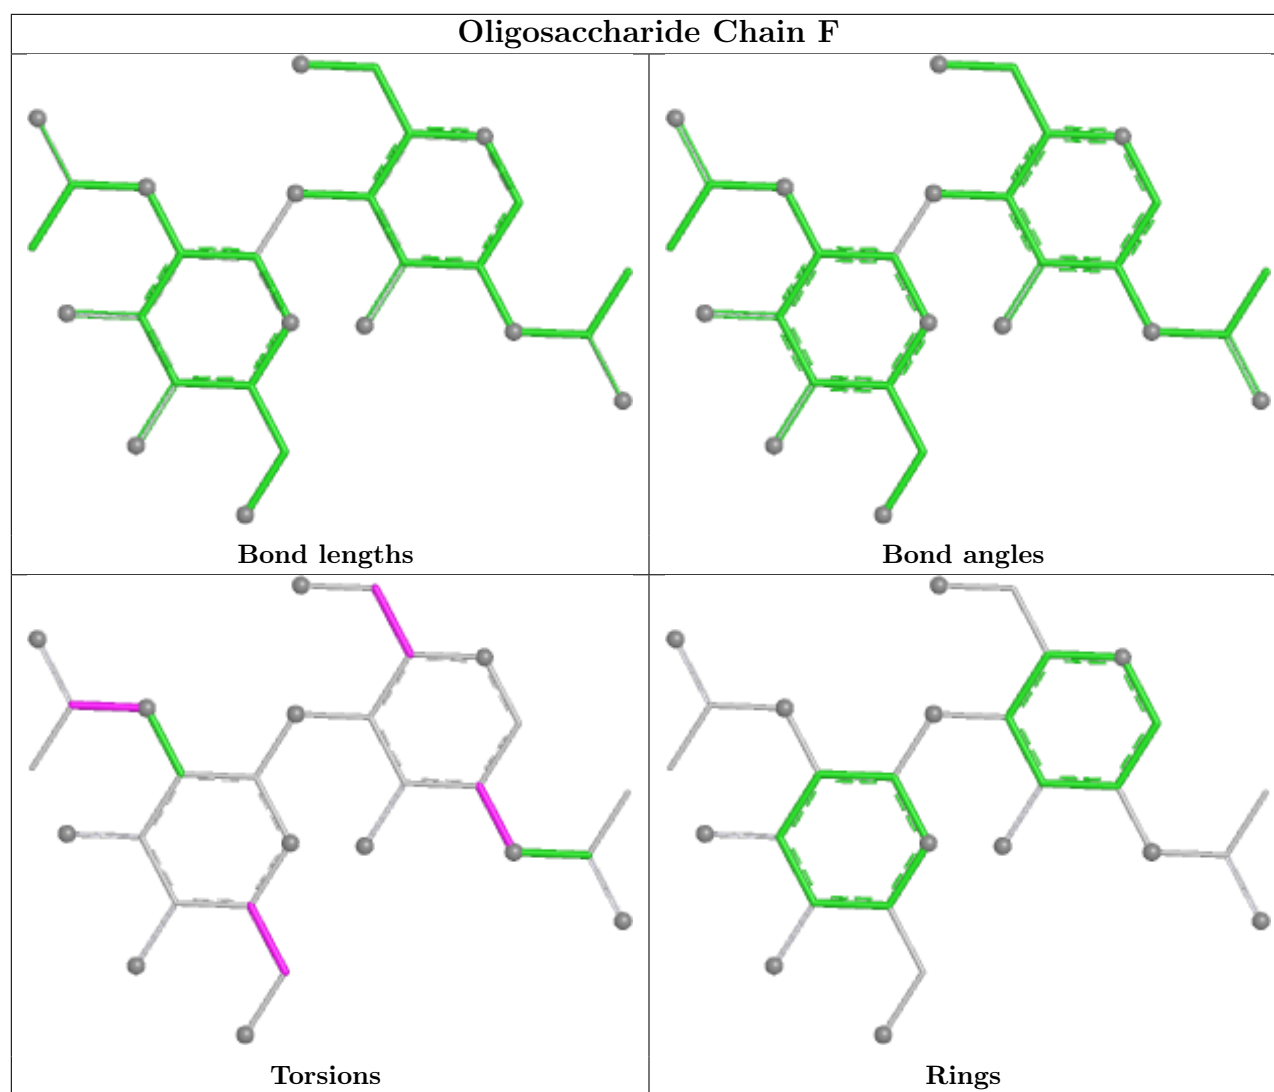 Oligosaccharide Chain F
Bond lengths
Bond angles
Torsions
Rings